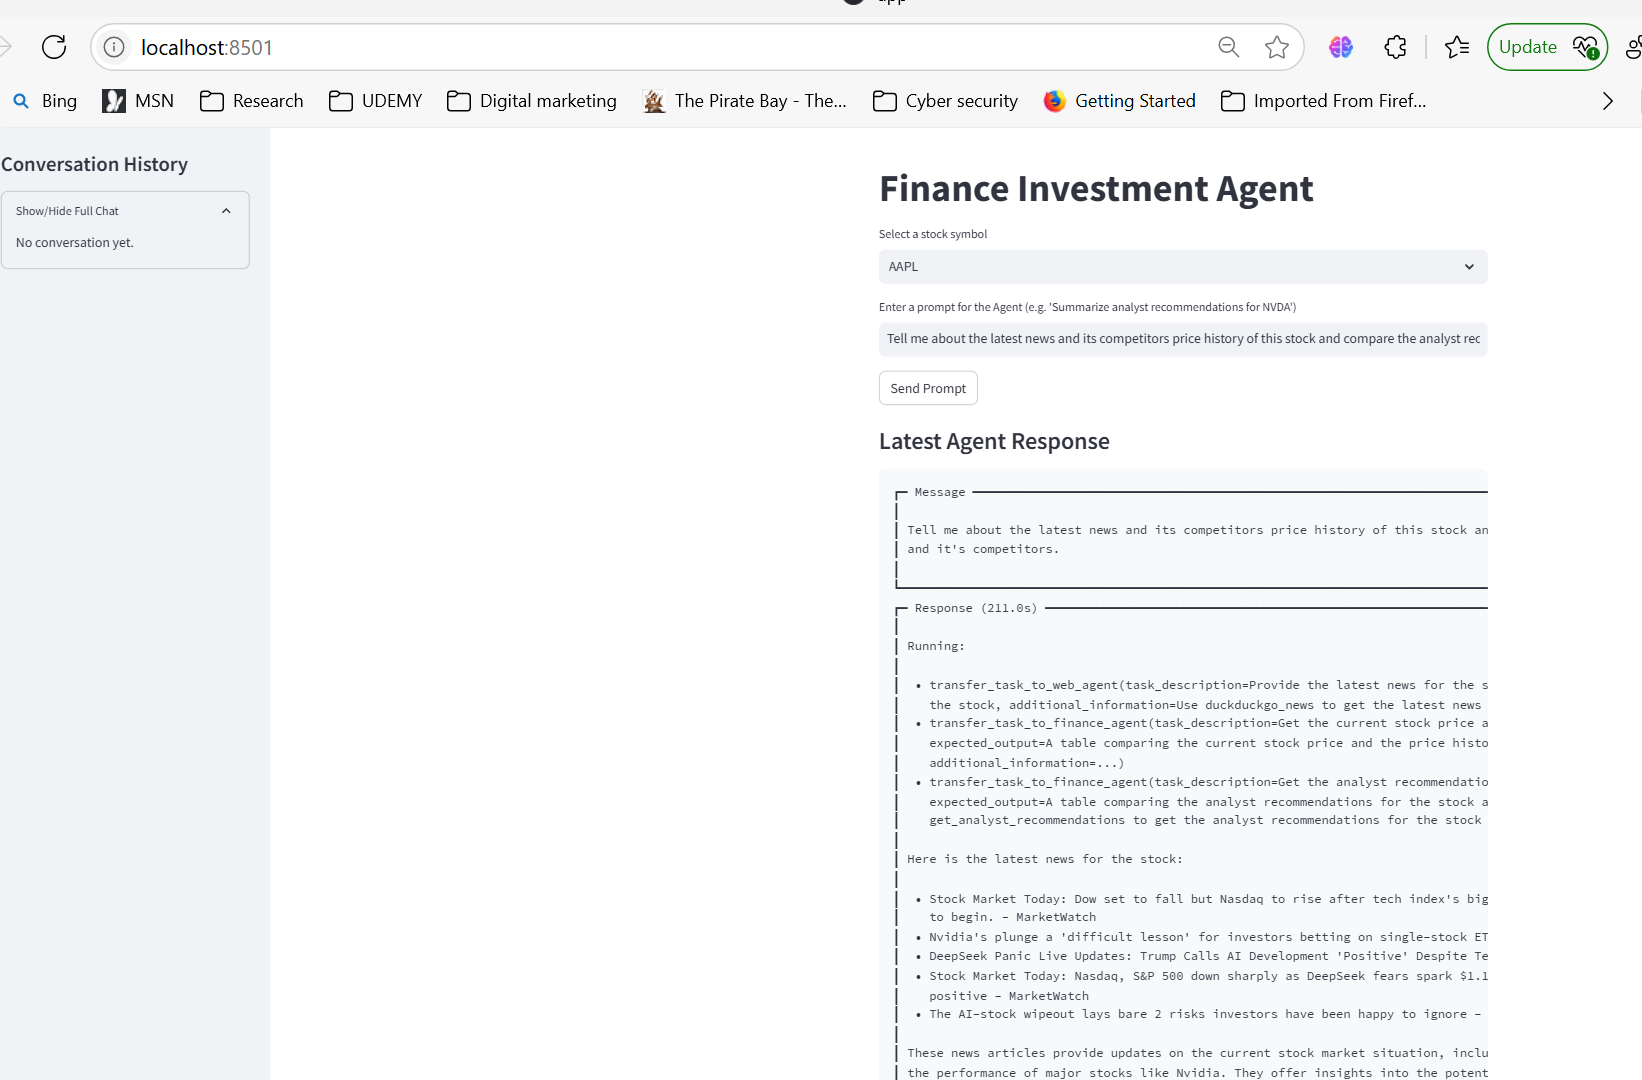 app
localhost:8501
Update
Bing
MSN
Research
UDEMY
Digital marketing
The Pirate Bay - The...
Cyber security
Getting Started
Imported From Firef...
Conversation History
Show/Hide Full Chat
No conversation yet.
Finance Investment Agent
Select a stock symbol
AAPL
Enter a prompt for the Agent (e.g. 'Summarize analyst recommendations for NVDA')
Tell me about the latest news and its competitors price history of this stock and compare the analyst rec
Send Prompt
Latest Agent Response
Message
Tell me about the latest news and its competitors price history of this stock an
and it's competitors.
Response (211.0s)
Running:
• transfer_task_to_web_agent(task_description=Provide the latest news for the s
the stock, additional_information=Use duckduckgo_news to get the latest news
• transfer_task_to_finance_agent(task_description=Get the current stock price a
expected_output=A table comparing the current stock price and the price histo
additional_information=...)
• transfer_task_to_finance_agent(task_description=Get the analyst recommendatio
expected_output=A table comparing the analyst recommendations for the stock a
get_analyst_recommendations to get the analyst recommendations for the stock
Here is the latest news for the stock:
• Stock Market Today: Dow set to fall but Nasdaq to rise after tech index's big
to begin. – MarketWatch
• Nvidia's plunge a 'difficult lesson' for investors betting on single-stock ET
• DeepSeek Panic Live Updates: Trump Calls AI Development 'Positive' Despite Te
• Stock Market Today: Nasdaq, S&P 500 down sharply as DeepSeek fears spark $1.1
positive – MarketWatch
• The AI-stock wipeout lays bare 2 risks investors have been happy to ignore –
These news articles provide updates on the current stock market situation, inclu
the performance of major stocks like Nvidia. They offer insights into the potent